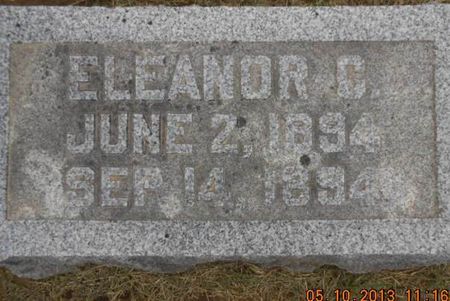 ELEANOR C.
JUNE 2, 1894
SEP. 14, 1894
05.10.2013 11:16